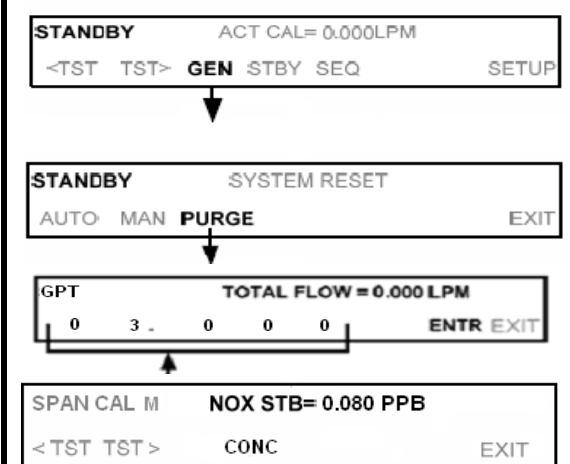 STANDBY ACT CAL= 0.000LPM
<TST TST> GEN STBY SEQ SETUP
STANDBY SYSTEM RESET
AUTO MAN PURGE EXIT
GPT TOTAL FLOW = 0.000 LPM
0 3 . 0 0 0 ENTR EXIT
SPAN CAL M NOX STB= 0.080 PPB
< TST TST > CONC EXIT